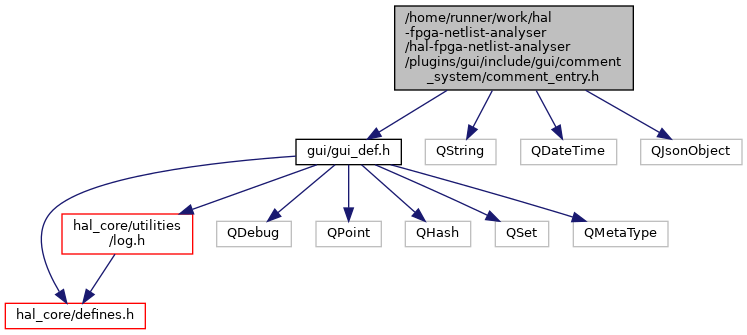 /home/runner/work/hal
-fpga-netlist-analyser
/hal-fpga-netlist-analyser
/plugins/gui/include/gui/comment
_system/comment_entry.h
gui/gui_def.h
QString
QDateTime
QJsonObject
hal_core/utilities
/log.h
QDebug
QPoint
QHash
QSet
QMetaType
hal_core/defines.h